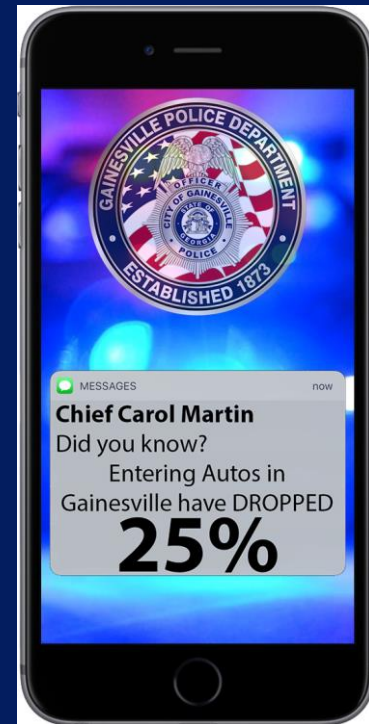 GAINESVILLE POLICE DEPARTMENT
OFFICER
CITY OF GAINESVILLE
STATE OF
GEORGIA
POLICE
ESTABLISHED 1873
MESSAGES now
Chief Carol Martin
Did you know?
Entering Autos in
Gainesville have DROPPED
25%